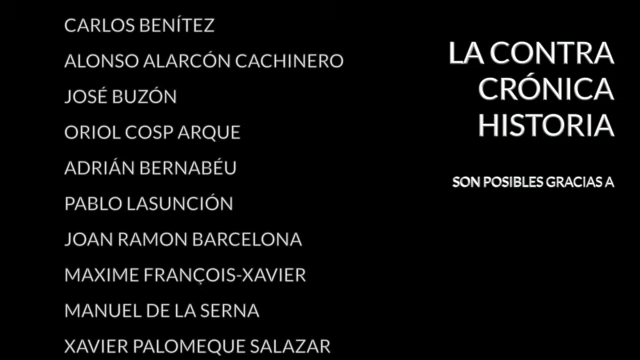 CARLOS BENÍTEZ
ALONSO ALARCÓN CACHINERO
JOSÉ BUZÓN
ORIOL COSP ARQUE
ADRIÁN BERNABÉU
PABLO LASUNCIÓN
JOAN RAMON BARCELONA
MAXIME FRANÇOIS-XAVIER
MANUEL DE LA SERNA
XAVIER PALOMEQUE SALAZAR
LA CONTRA
CRÓNICA
HISTORIA
SON POSIBLES GRACIAS A